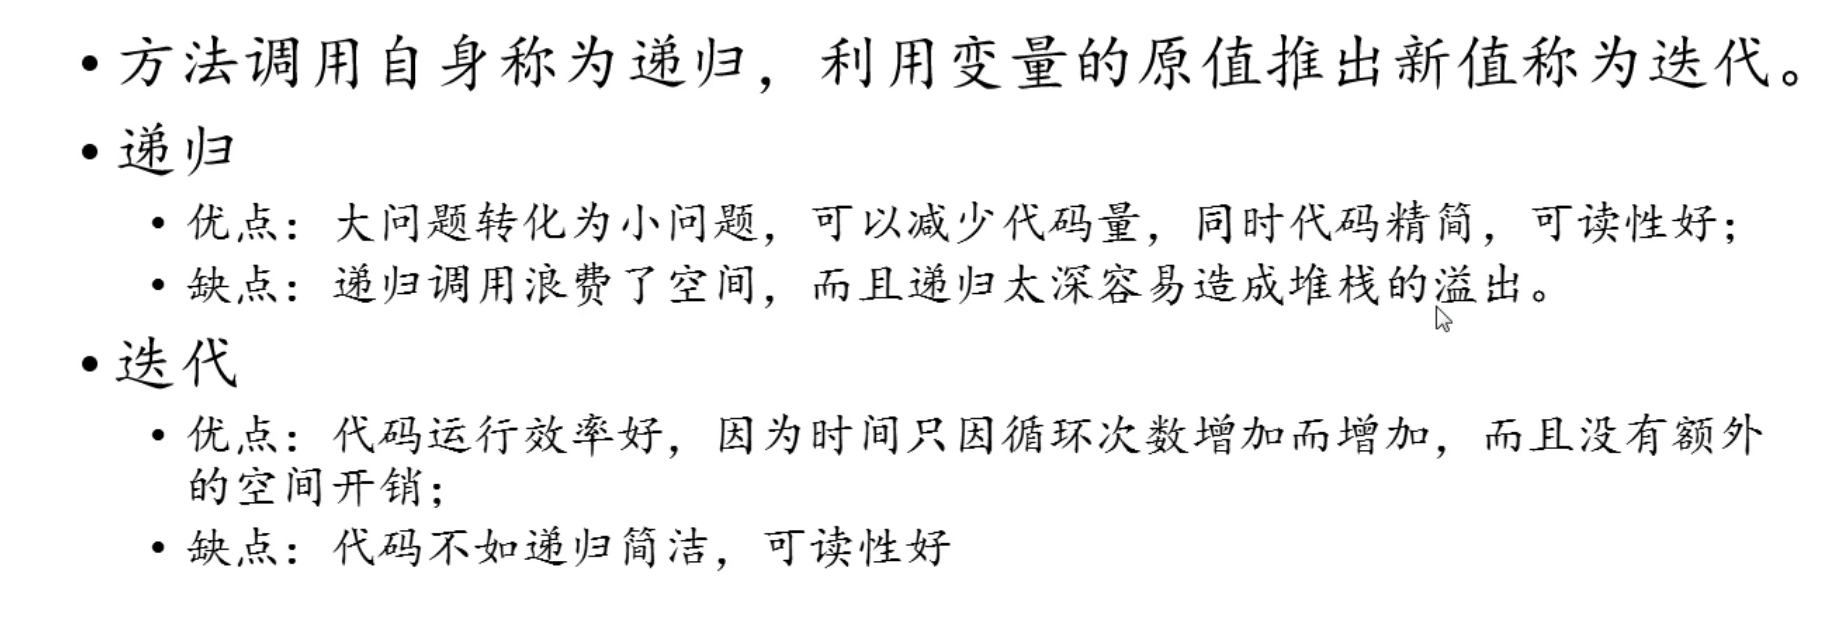 • 方法调用自身称为递归，利用变量的原值推出新值称为迭代。
• 递归
• 优点：大问题转化为小问题，可以减少代码量，同时代码精简，可读性好；
• 缺点：递归调用浪费了空间，而且递归太深容易造成堆栈的溢出。
• 迭代
• 优点：代码运行效率好，因为时间只因循环次数增加而增加，而且没有额外
的空间开销；
• 缺点：代码不如递归简洁，可读性好